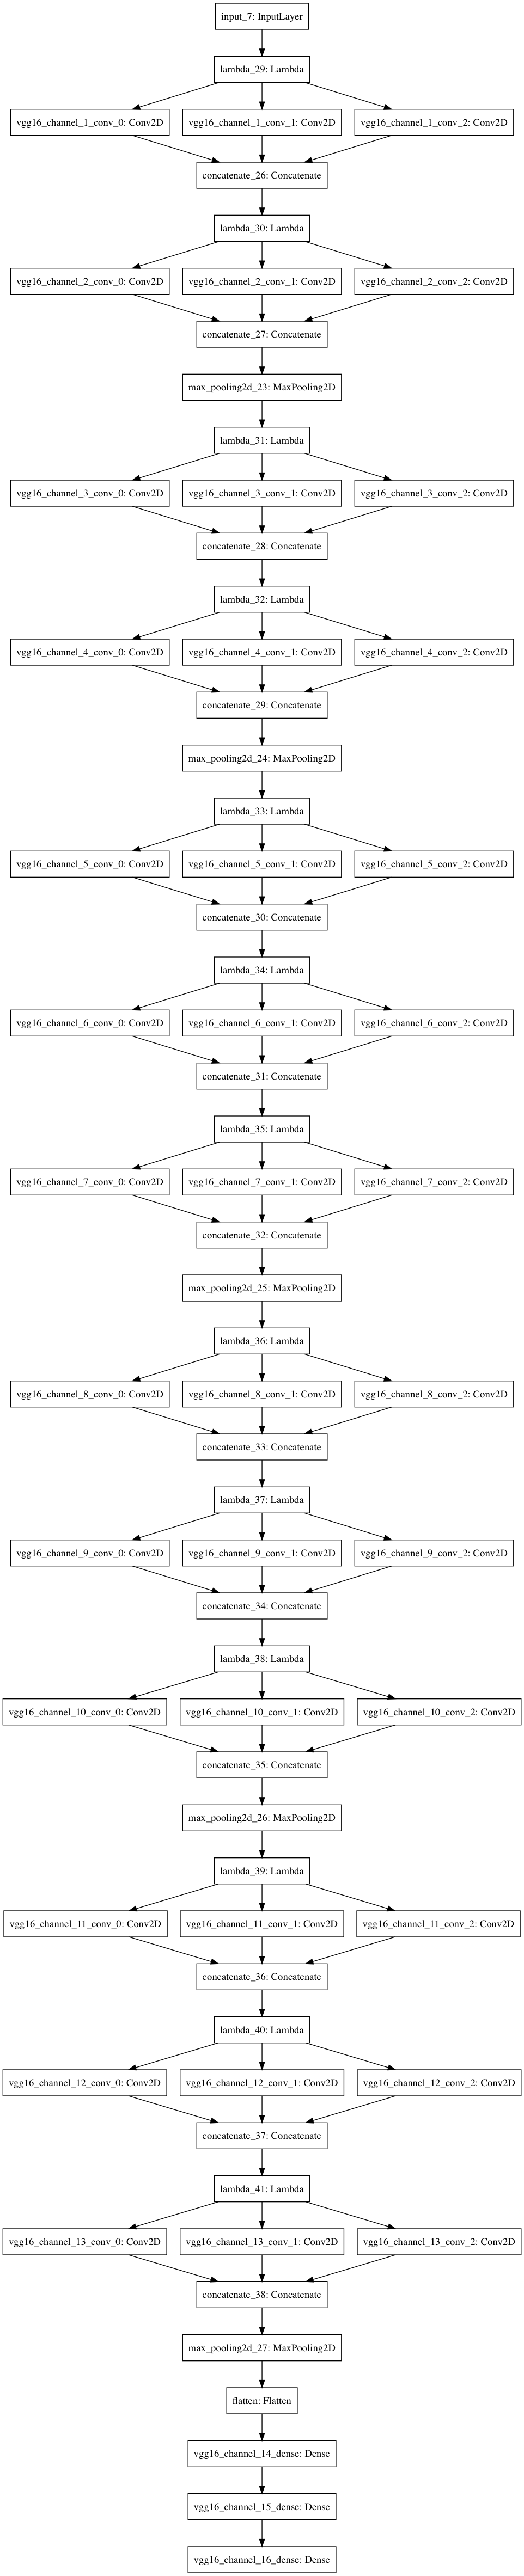 input_7: InputLayer
lambda_29: Lambda
vgg16_channel_1_conv_0: Conv2D
vgg16_channel_1_conv_1: Conv2D
vgg16_channel_1_conv_2: Conv2D
concatenate_26: Concatenate
lambda_30: Lambda
vgg16_channel_2_conv_0: Conv2D
vgg16_channel_2_conv_1: Conv2D
vgg16_channel_2_conv_2: Conv2D
concatenate_27: Concatenate
max_pooling2d_23: MaxPooling2D
lambda_31: Lambda
vgg16_channel_3_conv_0: Conv2D
vgg16_channel_3_conv_1: Conv2D
vgg16_channel_3_conv_2: Conv2D
concatenate_28: Concatenate
lambda_32: Lambda
vgg16_channel_4_conv_0: Conv2D
vgg16_channel_4_conv_1: Conv2D
vgg16_channel_4_conv_2: Conv2D
concatenate_29: Concatenate
max_pooling2d_24: MaxPooling2D
lambda_33: Lambda
vgg16_channel_5_conv_0: Conv2D
vgg16_channel_5_conv_1: Conv2D
vgg16_channel_5_conv_2: Conv2D
concatenate_30: Concatenate
lambda_34: Lambda
vgg16_channel_6_conv_0: Conv2D
vgg16_channel_6_conv_1: Conv2D
vgg16_channel_6_conv_2: Conv2D
concatenate_31: Concatenate
lambda_35: Lambda
vgg16_channel_7_conv_0: Conv2D
vgg16_channel_7_conv_1: Conv2D
vgg16_channel_7_conv_2: Conv2D
concatenate_32: Concatenate
max_pooling2d_25: MaxPooling2D
lambda_36: Lambda
vgg16_channel_8_conv_0: Conv2D
vgg16_channel_8_conv_1: Conv2D
vgg16_channel_8_conv_2: Conv2D
concatenate_33: Concatenate
lambda_37: Lambda
vgg16_channel_9_conv_0: Conv2D
vgg16_channel_9_conv_1: Conv2D
vgg16_channel_9_conv_2: Conv2D
concatenate_34: Concatenate
lambda_38: Lambda
vgg16_channel_10_conv_0: Conv2D
vgg16_channel_10_conv_1: Conv2D
vgg16_channel_10_conv_2: Conv2D
concatenate_35: Concatenate
max_pooling2d_26: MaxPooling2D
lambda_39: Lambda
vgg16_channel_11_conv_0: Conv2D
vgg16_channel_11_conv_1: Conv2D
vgg16_channel_11_conv_2: Conv2D
concatenate_36: Concatenate
lambda_40: Lambda
vgg16_channel_12_conv_0: Conv2D
vgg16_channel_12_conv_1: Conv2D
vgg16_channel_12_conv_2: Conv2D
concatenate_37: Concatenate
lambda_41: Lambda
vgg16_channel_13_conv_0: Conv2D
vgg16_channel_13_conv_1: Conv2D
vgg16_channel_13_conv_2: Conv2D
concatenate_38: Concatenate
max_pooling2d_27: MaxPooling2D
flatten: Flatten
vgg16_channel_14_dense: Dense
vgg16_channel_15_dense: Dense
vgg16_channel_16_dense: Dense